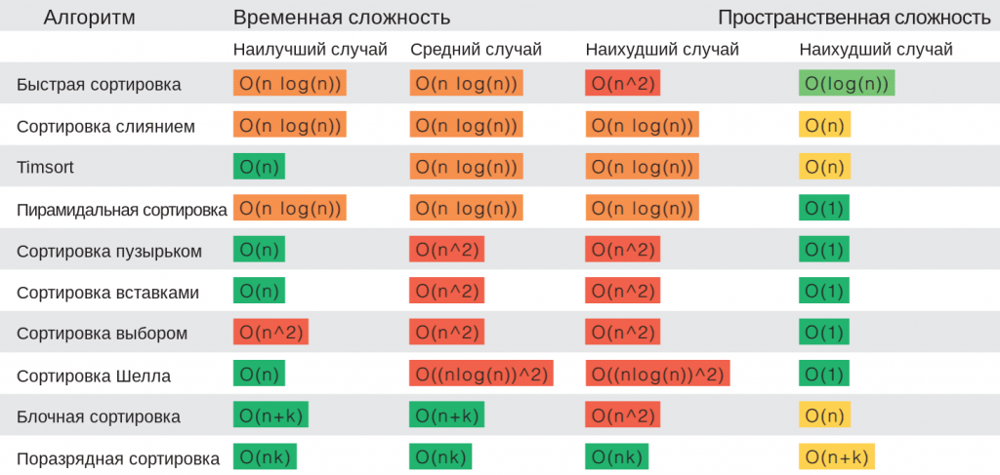 Алгоритм Временная сложность Пространственная сложность
Наилучший случай Средний случай Наихудший случай Наихудший случай
Быстрая сортировка O(n log(n)) O(n log(n)) O(n^2) O(log(n))
Сортировка слиянием O(n log(n)) O(n log(n)) O(n log(n)) O(n)
Timsort O(n) O(n log(n)) O(n log(n)) O(n)
Пирамидальная сортировка O(n log(n)) O(n log(n)) O(n log(n)) O(1)
Сортировка пузырьком O(n) O(n^2) O(n^2) O(1)
Сортировка вставками O(n) O(n^2) O(n^2) O(1)
Сортировка выбором O(n^2) O(n^2) O(n^2) O(1)
Сортировка Шелла O(n) O((nlog(n))^2) O((nlog(n))^2) O(1)
Блочная сортировка O(n+k) O(n+k) O(n^2) O(n)
Поразрядная сортировка O(nk) O(nk) O(nk) O(n+k)